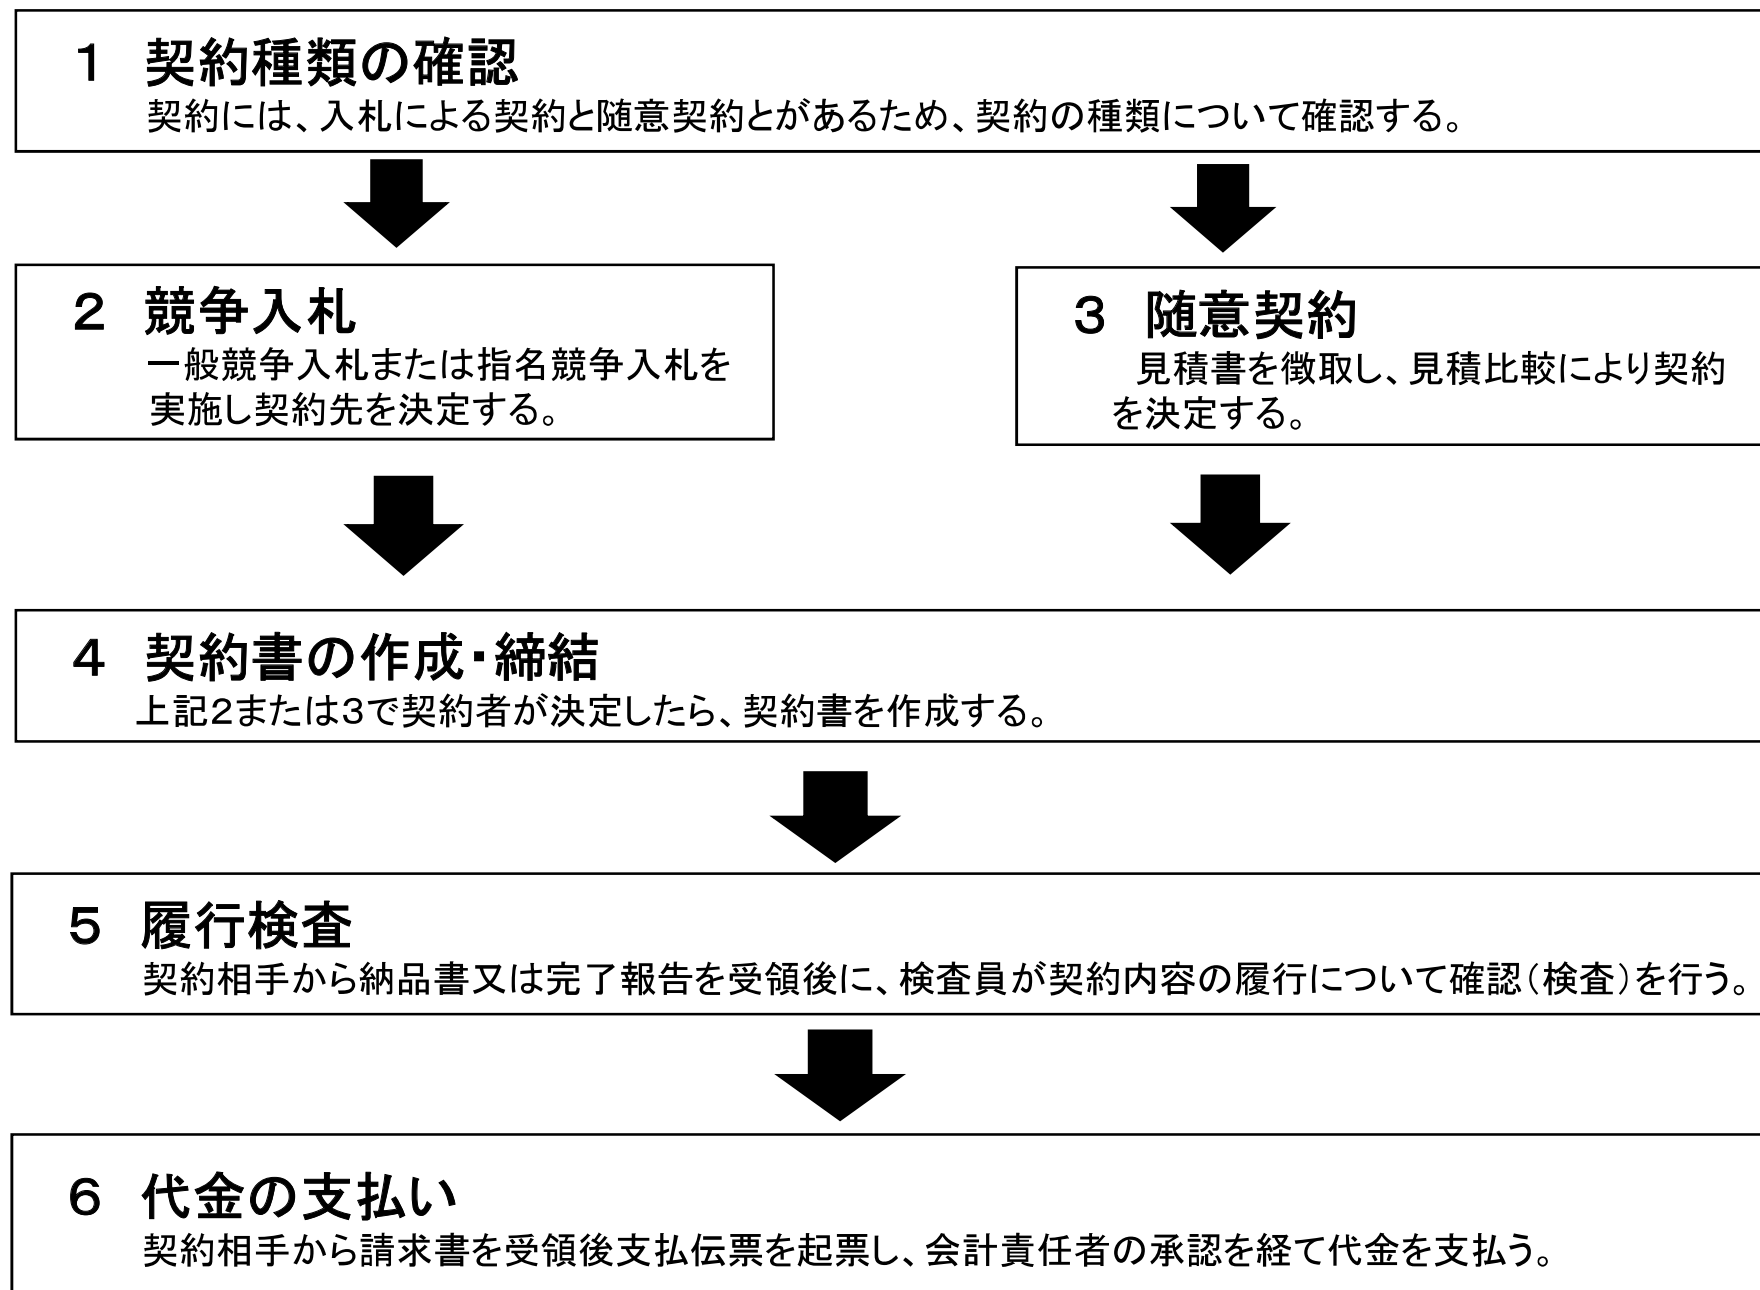 1 契約種類の確認
契約には、入札による契約と随意契約とがあるため、契約の種類について確認する。
2 競争入札
一般競争入札または指名競争入札を
実施し契約先を決定する。
3 随意契約
見積書を徴取し、見積比較により契約
を決定する。
4 契約書の作成・締結
上記2または3で契約者が決定したら、契約書を作成する。
5 履行検査
契約相手から納品書又は完了報告を受領後に、検査員が契約内容の履行について確認(検査)を行う。
6 代金の支払い
契約相手から請求書を受領後支払伝票を起票し、会計責任者の承認を経て代金を支払う。